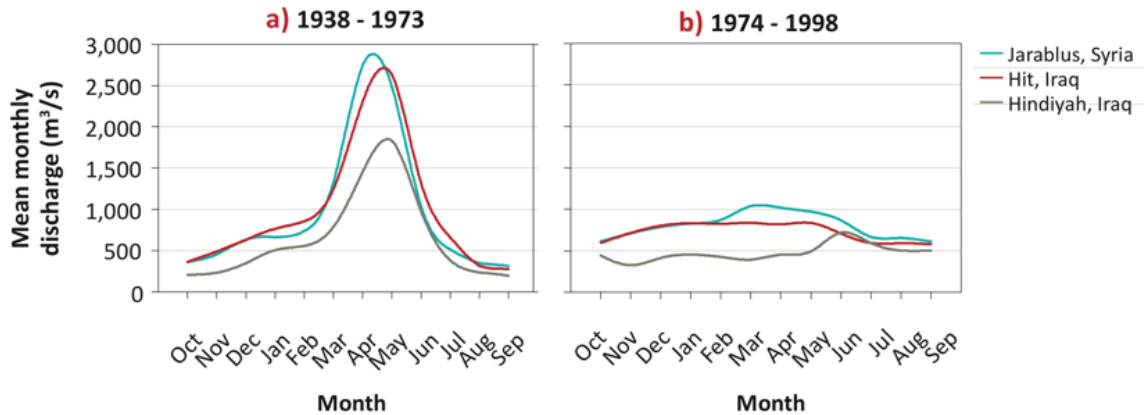 a) 1938 - 1973
b) 1974 - 1998
Mean monthly
discharge (m³/s)
3,000
2,500
2,000
1,500
1,000
500
0
Oct
Nov
Dec
Jan
Feb
Mar
Apr
May
Jun
Jul
Aug
Sep
Month
Oct
Nov
Dec
Jan
Feb
Mar
Apr
May
Jun
Jul
Aug
Sep
Month
Jarablus, Syria
Hit, Iraq
Hindiyah, Iraq